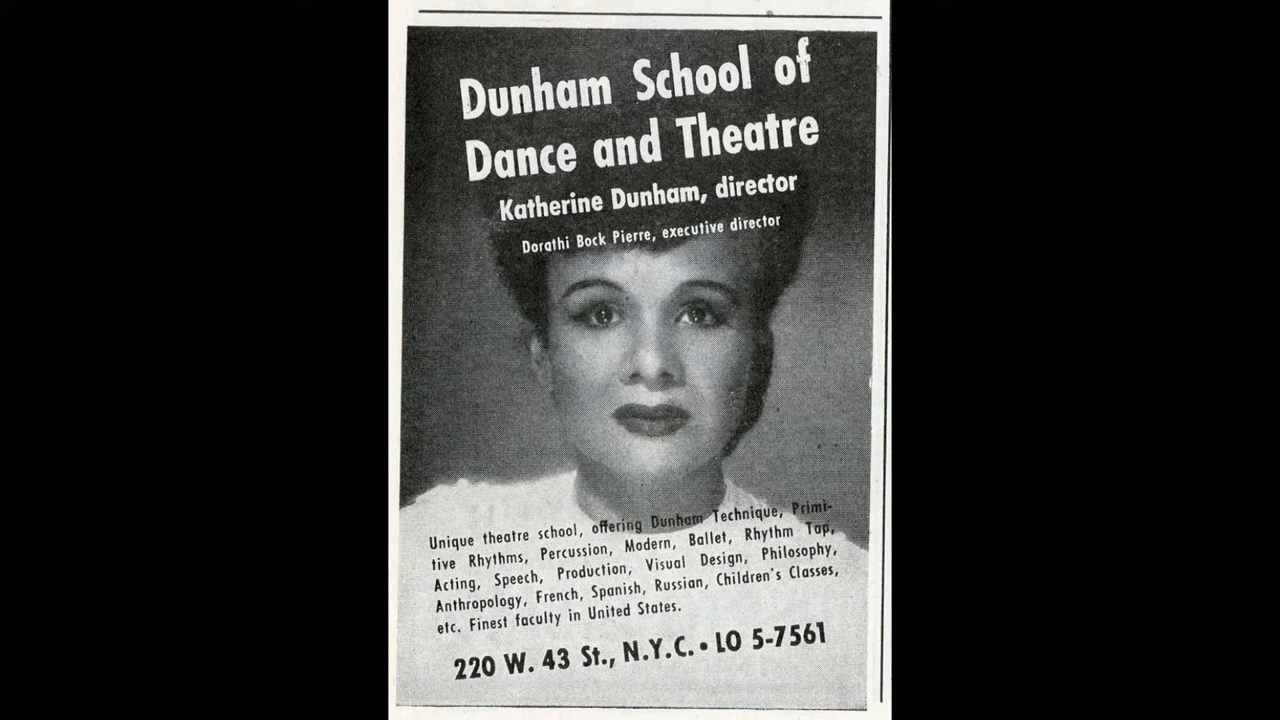 Dunham School of
Dance and Theatre
Katherine Dunham, director
Dorathi Bock Pierre, executive director
Unique theatre school, offering Dunham Technique, Primi-
tive Rhythms, Percussion, Modern, Ballet, Rhythm Tap,
Acting, Speech, Production, Visual Design, Philosophy,
Anthropology, French, Spanish, Russian, Children's Classes,
etc. Finest faculty in United States.
220 W. 43 St., N.Y.C. • LO 5-7561